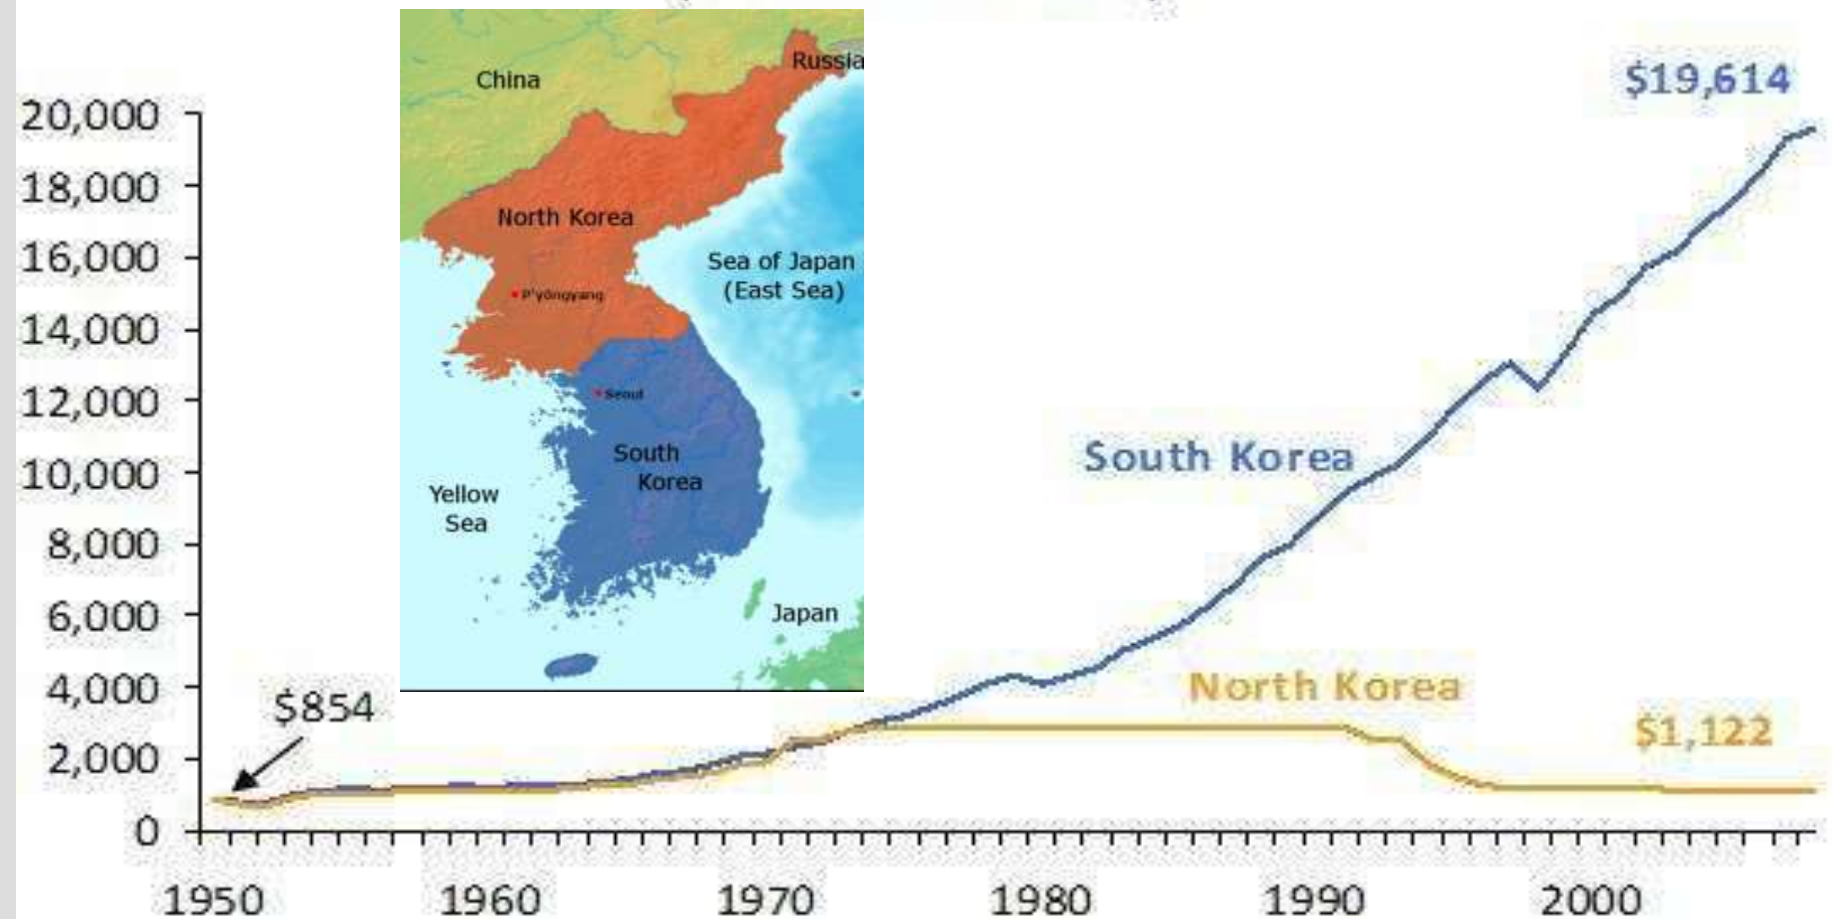 China
Russia
North Korea
P'yŏngyang
Sea of Japan
(East Sea)
Seoul
South
Korea
Yellow
Sea
Japan
$19,614
20,000
18,000
16,000
14,000
12,000
10,000
8,000
6,000
4,000
2,000
0
South Korea
North Korea
$854
$1,122
1950 1960 1970 1980 1990 2000